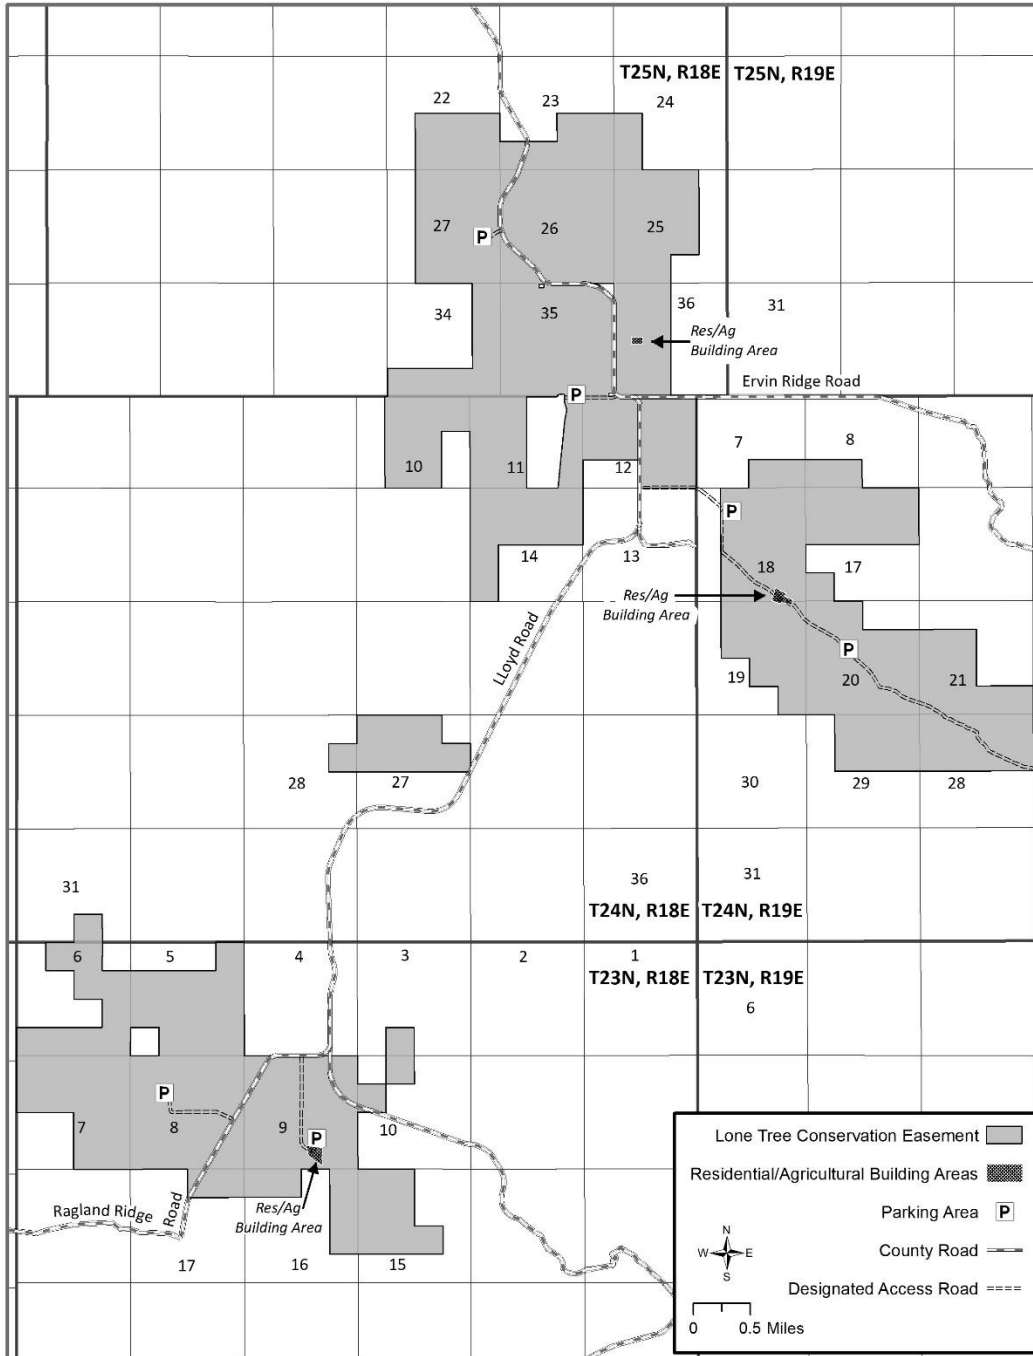 T25N, R18E
T25N, R19E
22
23
24
27
26
25
P
34
35
36
31
Res/Ag
Building Area
Ervin Ridge Road
P
10
11
12
7
8
P
14
13
18
17
Res/Ag
Building Area
LLoyd Road
P
19
20
21
28
27
30
29
28
31
36
31
T24N, R18E
T24N, R19E
6
5
4
3
2
1
T23N, R18E
T23N, R19E
6
P
7
8
9
10
P
Ragland Ridge
Road
Res/Ag
Building Area
17
16
15
Lone Tree Conservation Easement
Residential/Agricultural Building Areas
Parking Area
P
N
W
E
S
County Road
Designated Access Road
0
0.5 Miles